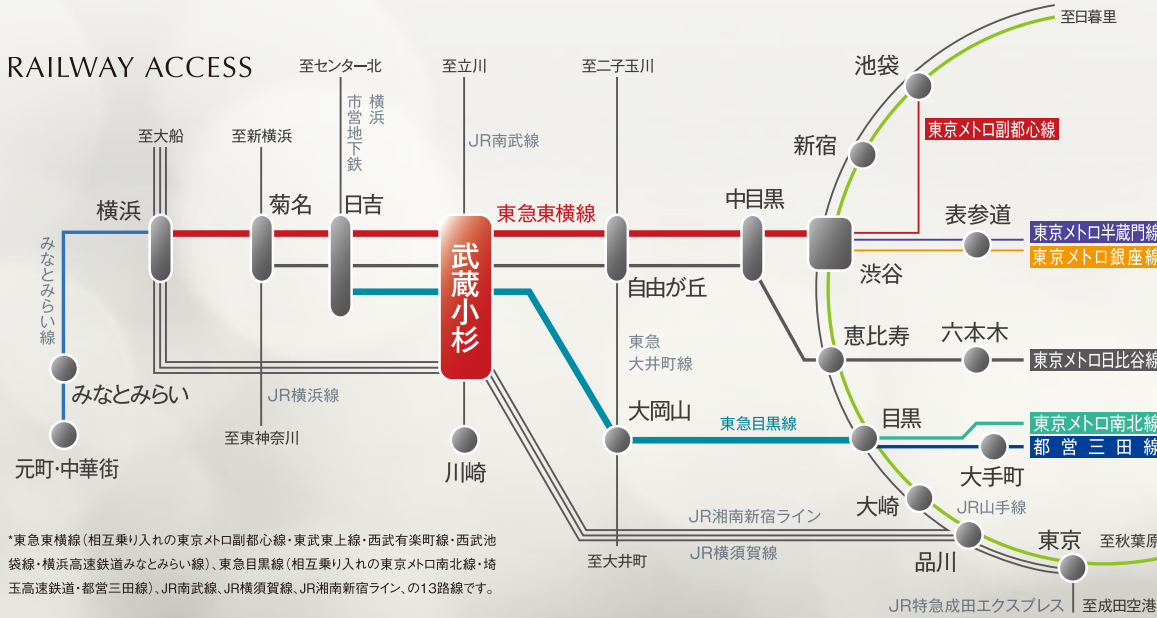 RAILWAY ACCESS
至日暮里
至センター北
至立川
至二子玉川
池袋
横浜
市営地下鉄
至大船
至新横浜
JR南武線
東京メトロ副都心線
新宿
横浜
菊名
日吉
東急東横線
中目黒
表参道
東京メトロ半蔵門線
東京メトロ銀座線
みなとみらい線
武蔵小杉
自由が丘
渋谷
恵比寿
六本木
東急
大井町線
東京メトロ日比谷線
みなとみらい
JR横浜線
大岡山
東急目黒線
目黒
東京メトロ南北線
都営三田線
至東神奈川
元町・中華街
川崎
大手町
大崎
JR山手線
JR湘南新宿ライン
JR横須賀線
至大井町
品川
東京
至秋葉原
JR特急成田エクスプレス
至成田空港
*東急東横線(相互乗り入れの東京メトロ副都心線・東武東上線・西武有楽町線・西武池
袋線・横浜高速鉄道みなとみらい線)、東急目黒線(相互乗り入れの東京メトロ南北線・埼
玉高速鉄道・都営三田線)、JR南武線、JR横須賀線、JR湘南新宿ライン、の13路線です。